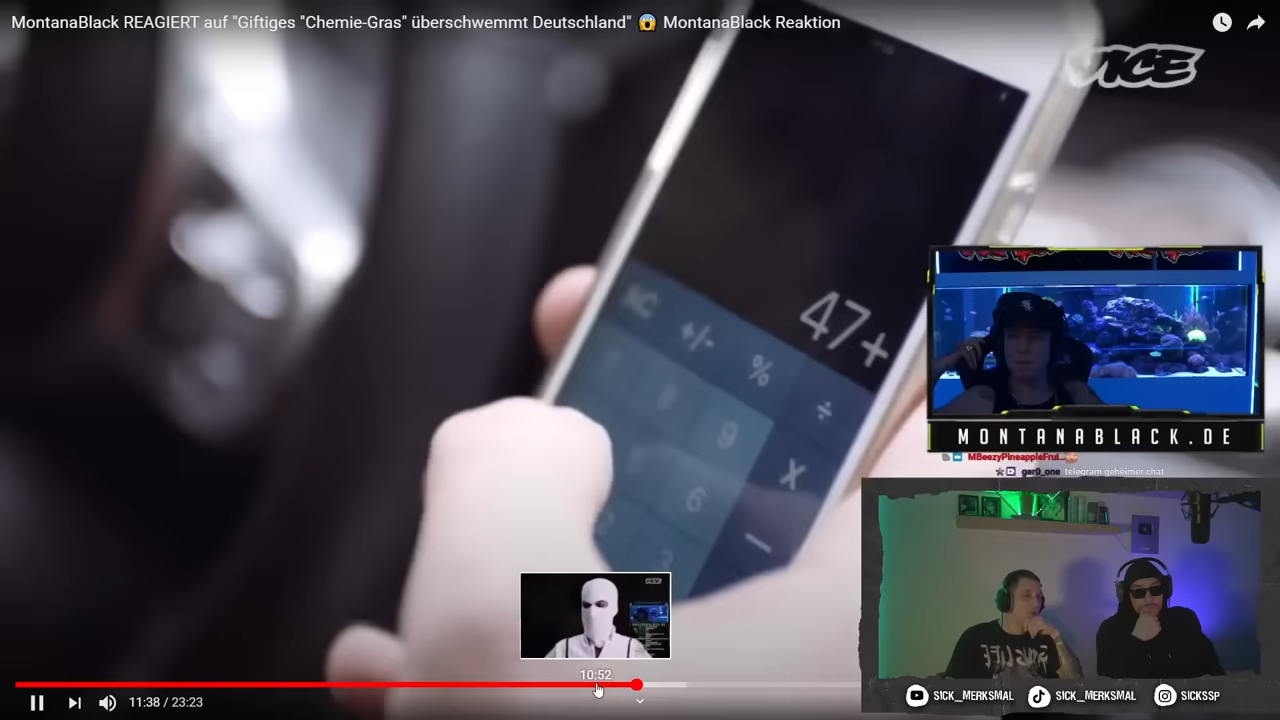 MontanaBlack REAGIERT auf "Giftiges "Chemie-Gras" überschwemmt Deutschland" 😱 MontanaBlack Reaktion
VICE
47+
AC
+/-
%
÷
9
X
6
−
MONTANABLACK.DE
MBeezyPineappleFrui...
ger0_one telegram geheimer chat
10:52
11:38 / 23:23
SICK_MERKSMAL
SICK_MERKSMAL
SICKSSP